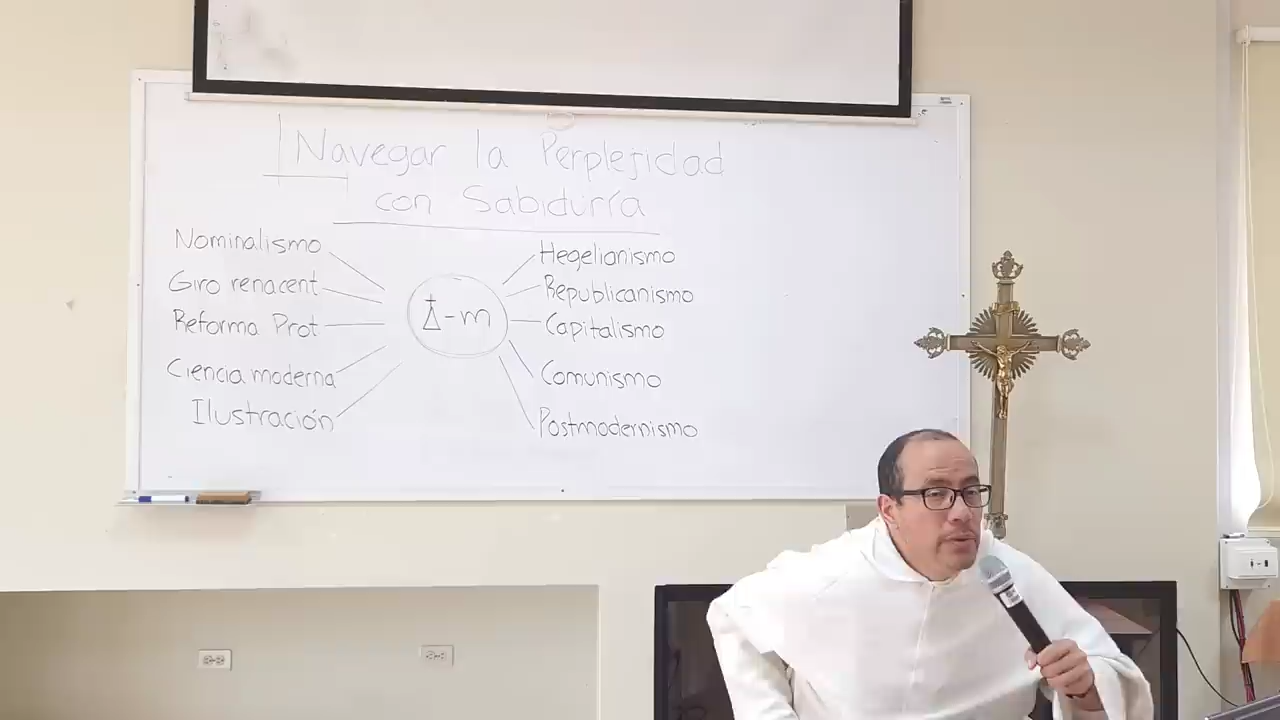 Navegar la Perplejidad
con Sabiduría
Nominalismo
Giro renacent
Reforma Prot
Ciencia moderna
Ilustración
Δ-m
Hegelianismo
Republicanismo
Capitalismo
Comunismo
Postmodernismo